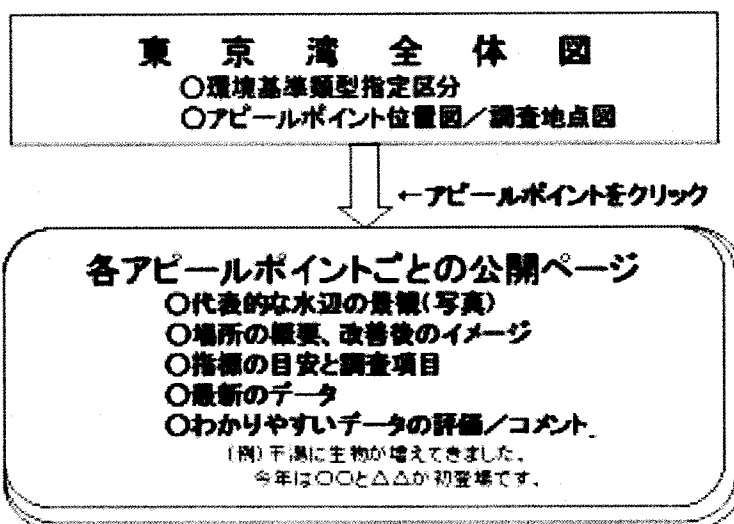 東京湾全体図
○環境基準類型指定区分
○アピールポイント位置図／調査地点図
←アピールポイントをクリック
各アピールポイントごとの公開ページ
○代表的な水辺の景観(写真)
○場所の概要、改善後のイメージ
○指標の目安と調査項目
○最新のデータ
○わかりやすいデータの評価／コメント
(例)干潟に生物が増えてきました。
今年は○○と△△が初登場です。